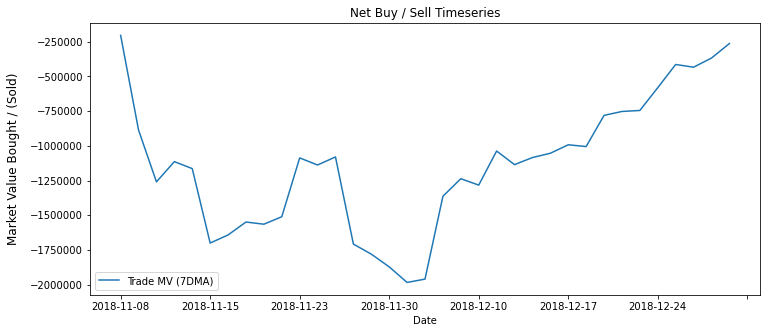 Net Buy / Sell Timeseries
Market Value Bought / (Sold)
−250000
−500000
−750000
−1000000
−1250000
−1500000
−1750000
−2000000
Trade MV (7DMA)
2018-11-08 2018-11-15 2018-11-23 2018-11-30 2018-12-10 2018-12-17 2018-12-24
Date